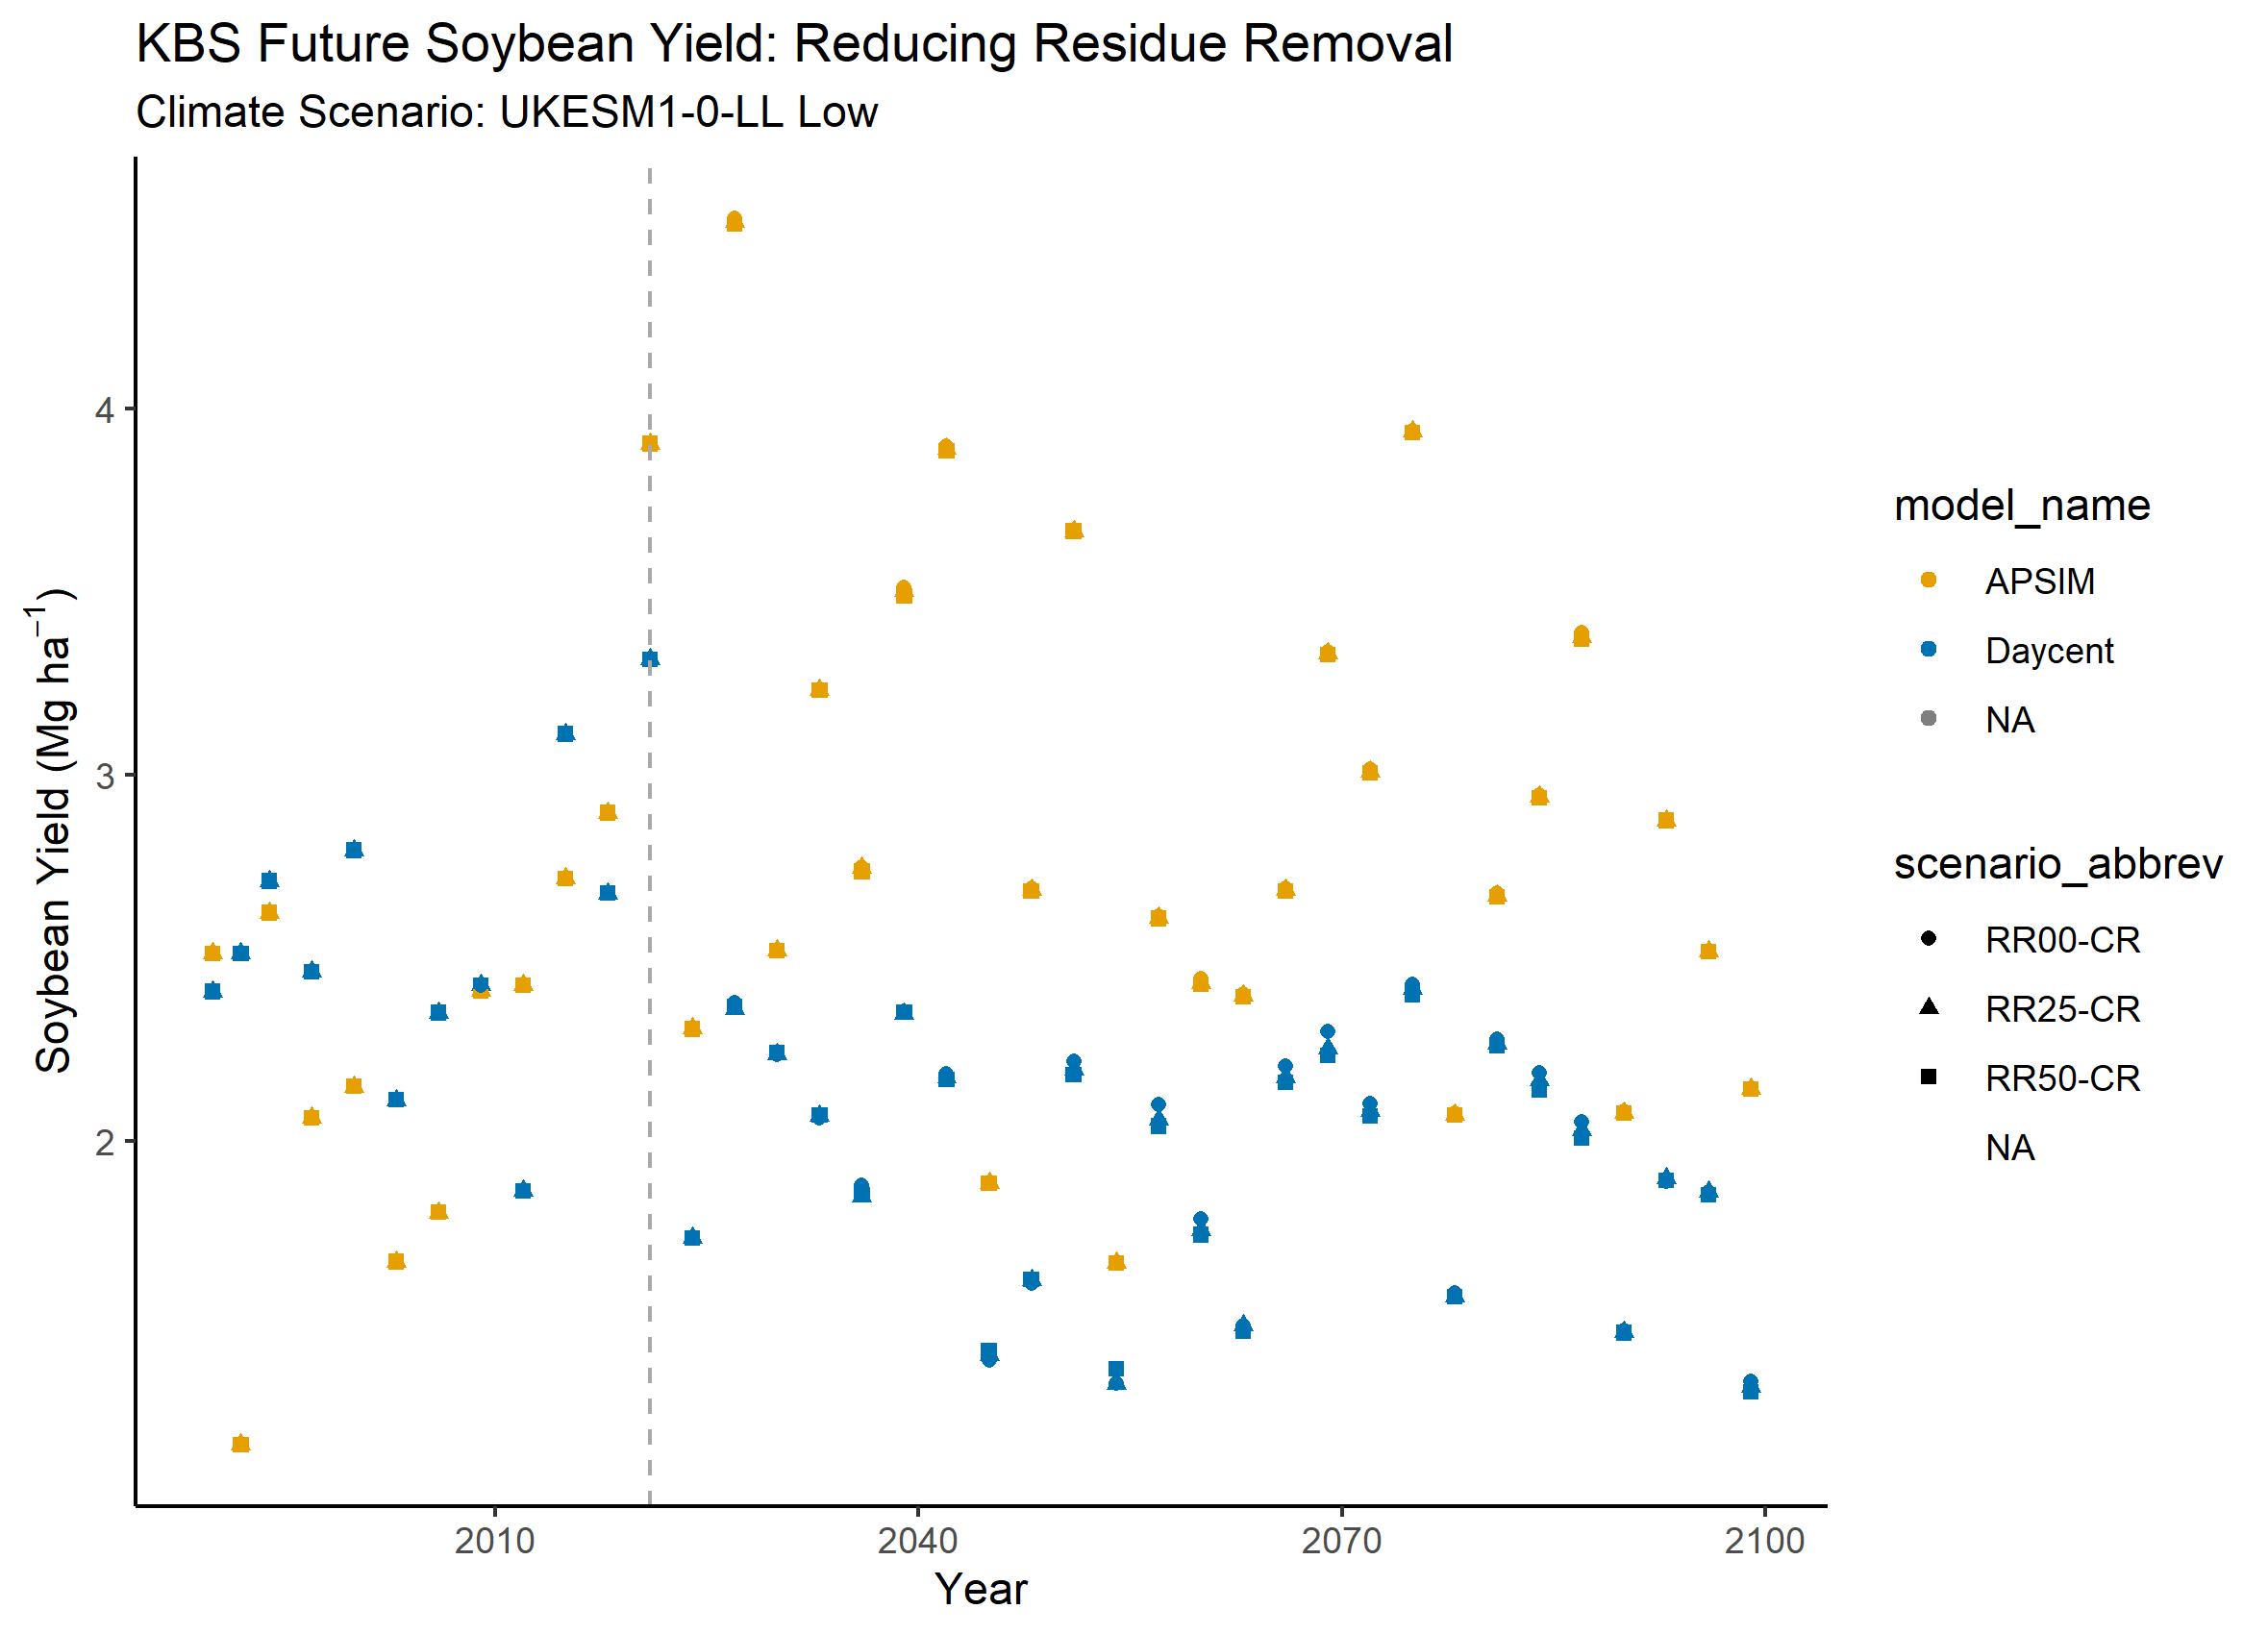 KBS Future Soybean Yield: Reducing Residue Removal
Climate Scenario: UKESM1-0-LL Low
Soybean Yield (Mg ha⁻¹)
4
3
2
2010
2040
2070
2100
Year
model_name
APSIM
Daycent
NA
scenario_abbrev
RR00-CR
RR25-CR
RR50-CR
NA